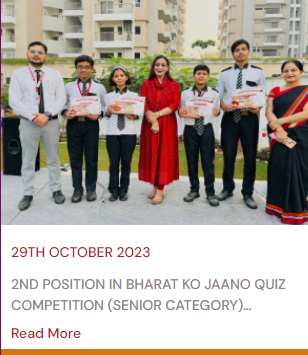 29TH OCTOBER 2023
2ND POSITION IN BHARAT KO JAANO QUIZ
COMPETITION (SENIOR CATEGORY)...
Read More